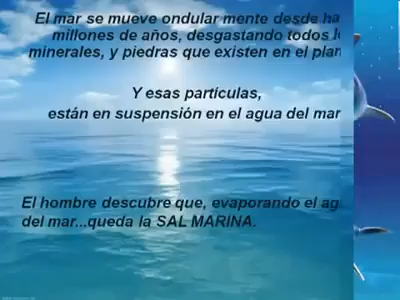 El mar se mueve ondular mente desde ha
millones de años, desgastando todos l
minerales, y piedras que existen en el plan
Y esas particulas,
están en suspensión en el agua del mar
El hombre descubre que, evaporando el ag
del mar...queda la SAL MARINA.